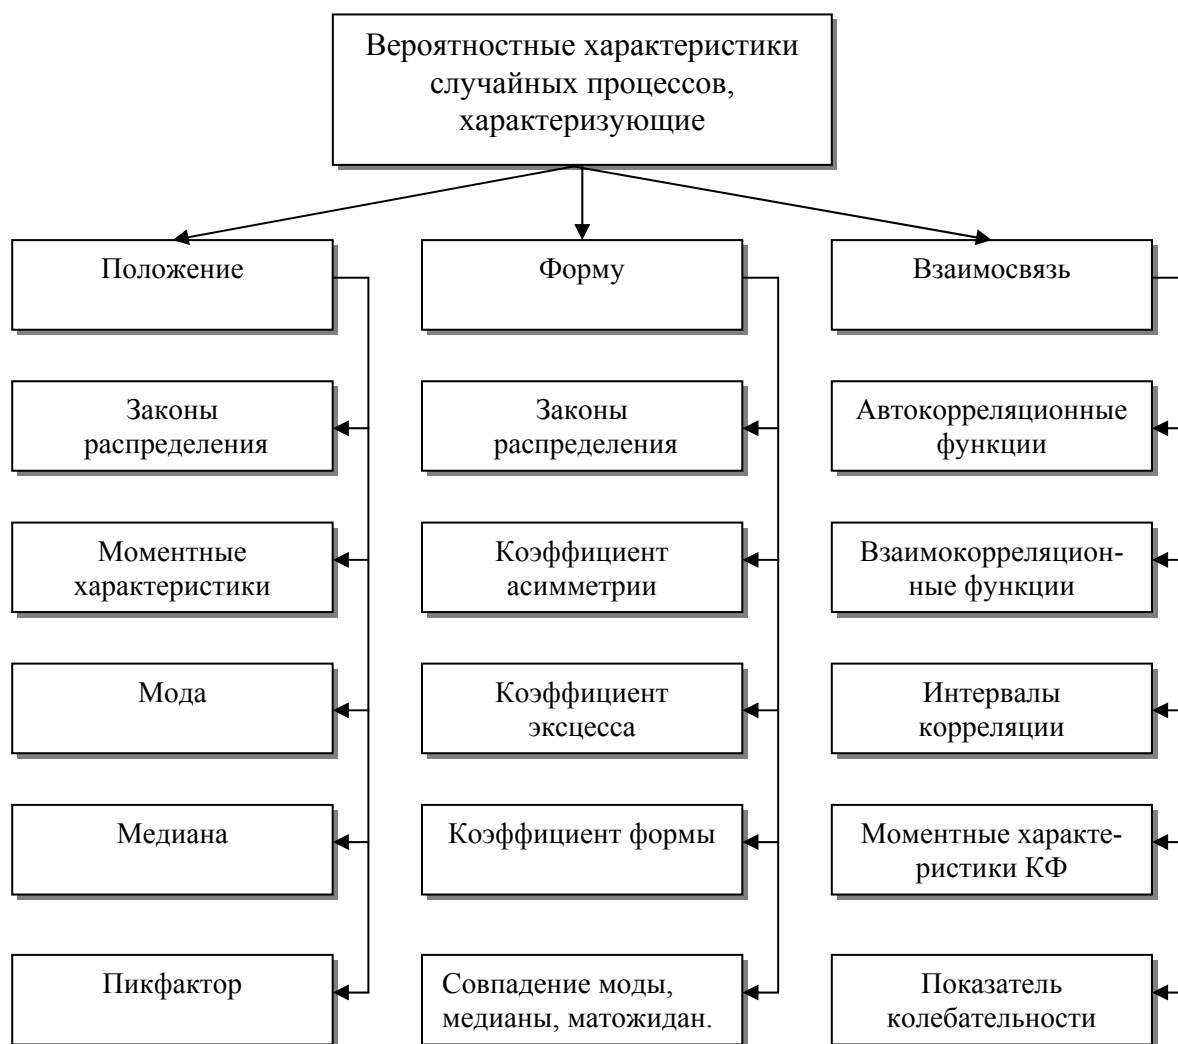 Вероятностные характеристики
случайных процессов,
характеризующие
Положение
Законы
распределения
Моментные
характеристики
Мода
Медиана
Пикфактор
Форму
Законы
распределения
Коэффициент
асимметрии
Коэффициент
эксцесса
Коэффициент формы
Совпадение моды,
медианы, матожидан.
Взаимосвязь
Автокорреляционные
функции
Взаимокорреляцион-
ные функции
Интервалы
корреляции
Моментные характе-
ристики КФ
Показатель
колебательности